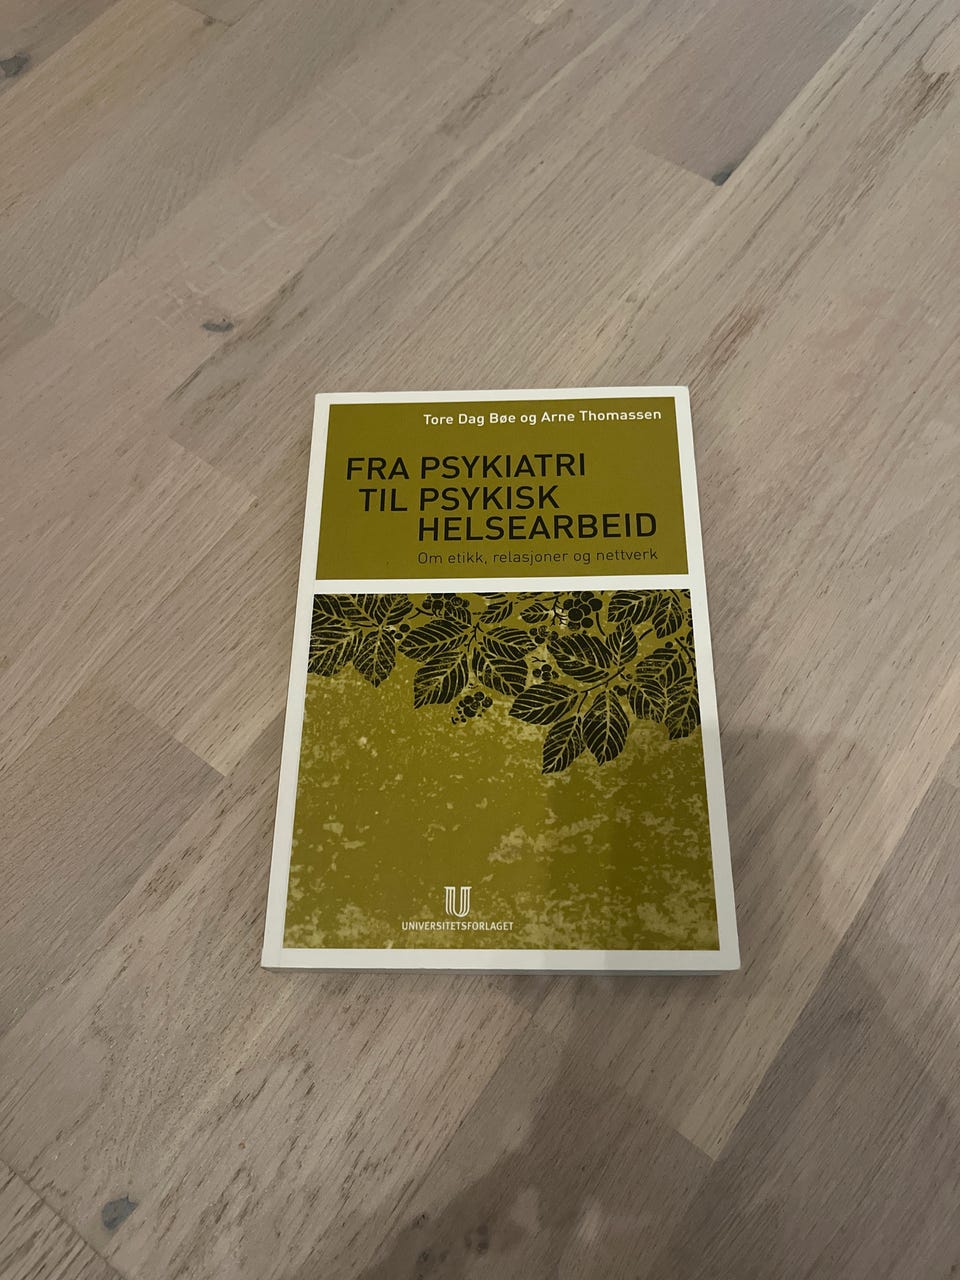 Tore Dag Bøe og Arne Thomassen
FRA PSYKIATRI
TIL PSYKISK
HELSEARBEID
Om etikk, relasjoner og nettverk
UNIVERSITETSFORLAGET